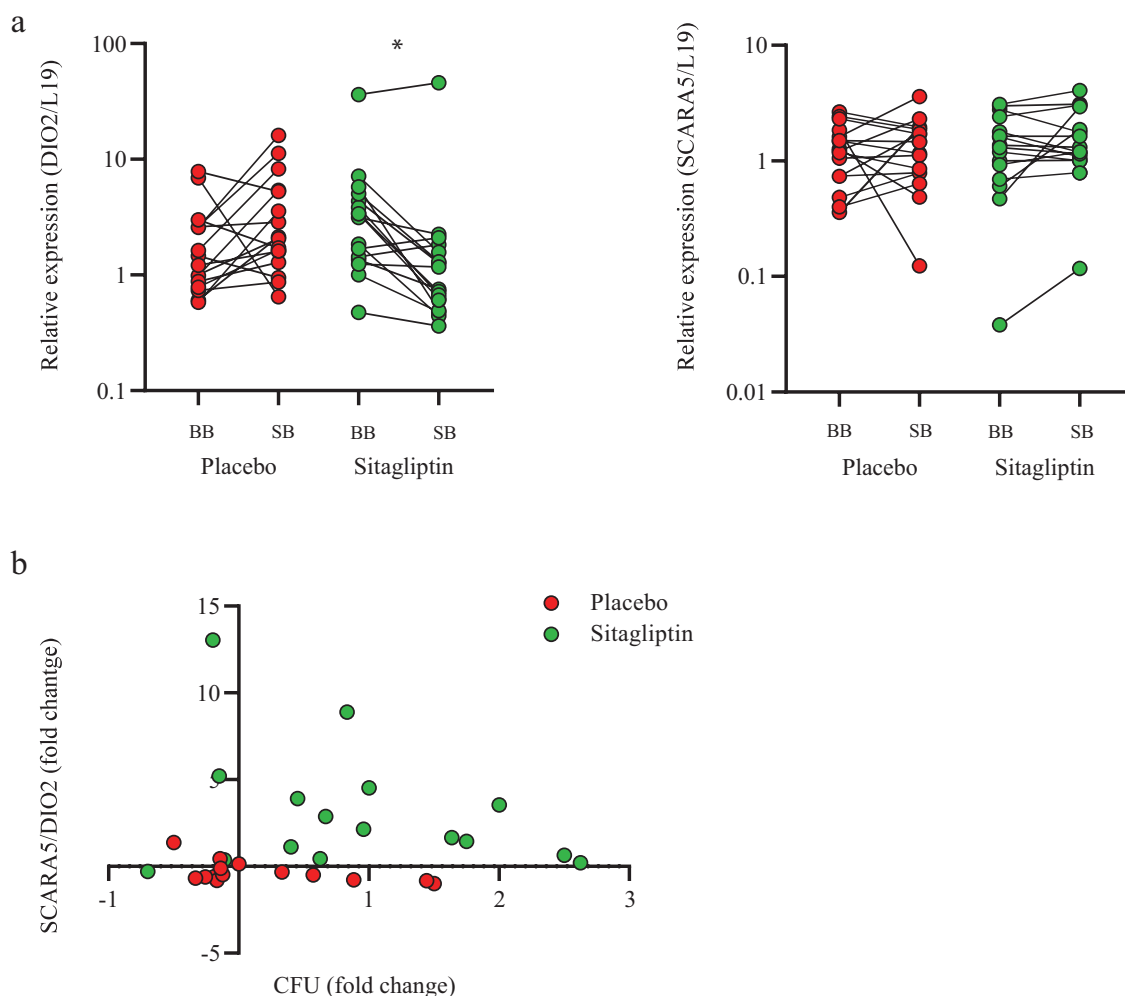 a
Relative expression (DIO2/L19)
100
10
1
0.1
*
BB
SB
BB
SB
Placebo
Sitagliptin
Relative expression (SCARA5/L19)
10
1
0.1
0.01
BB
SB
BB
SB
Placebo
Sitagliptin
b
SCARA5/DIO2 (fold chantge)
15
10
5
-5
-1
1
2
3
CFU (fold change)
Placebo
Sitagliptin